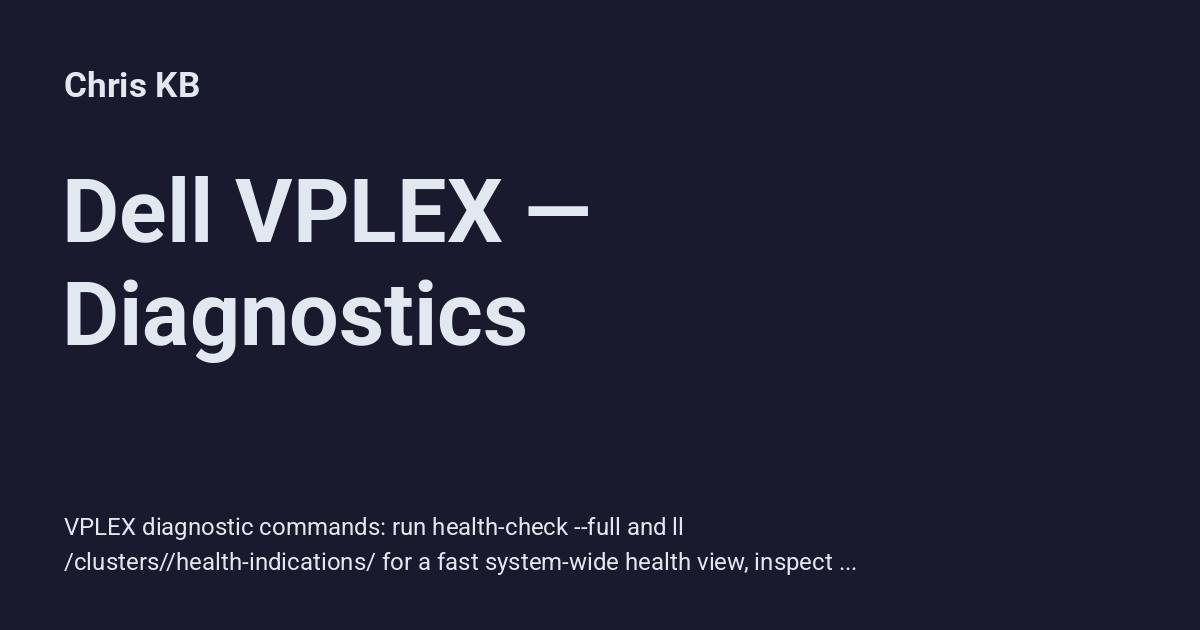 Chris KB
Dell VPLEX —
Diagnostics
VPLEX diagnostic commands: run health-check --full and ll
/clusters//health-indications/ for a fast system-wide health view, inspect ...